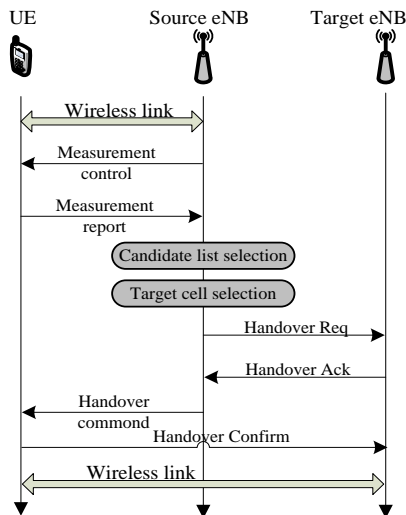 UE Source eNB Target eNB
Wireless link
Measurement
control
Measurement
report
Candidate list selection
Target cell selection
Handover Req
Handover Ack
Handover
commond
Handover Confirm
Wireless link